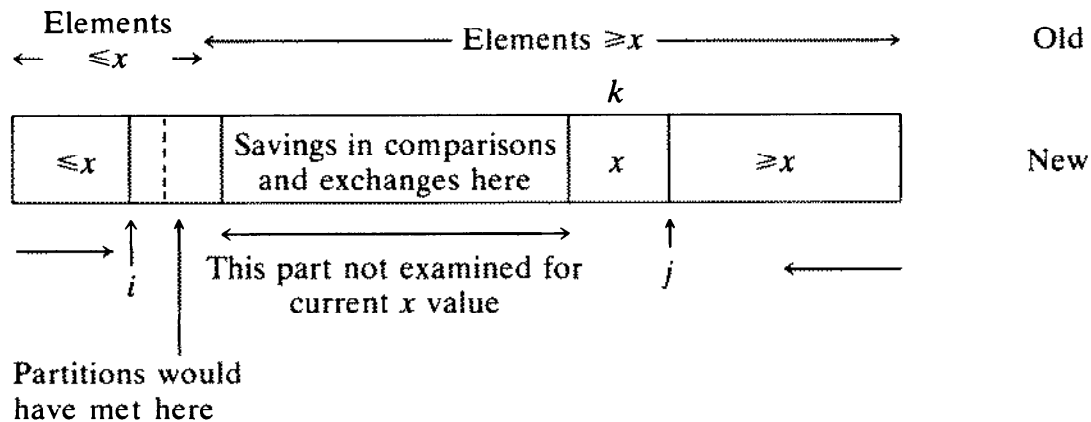 Elements
≤x
Elements ≥x
Old
k
≤x
Savings in comparisons
and exchanges here
x
≥x
New
i
This part not examined for
current x value
j
Partitions would
have met here